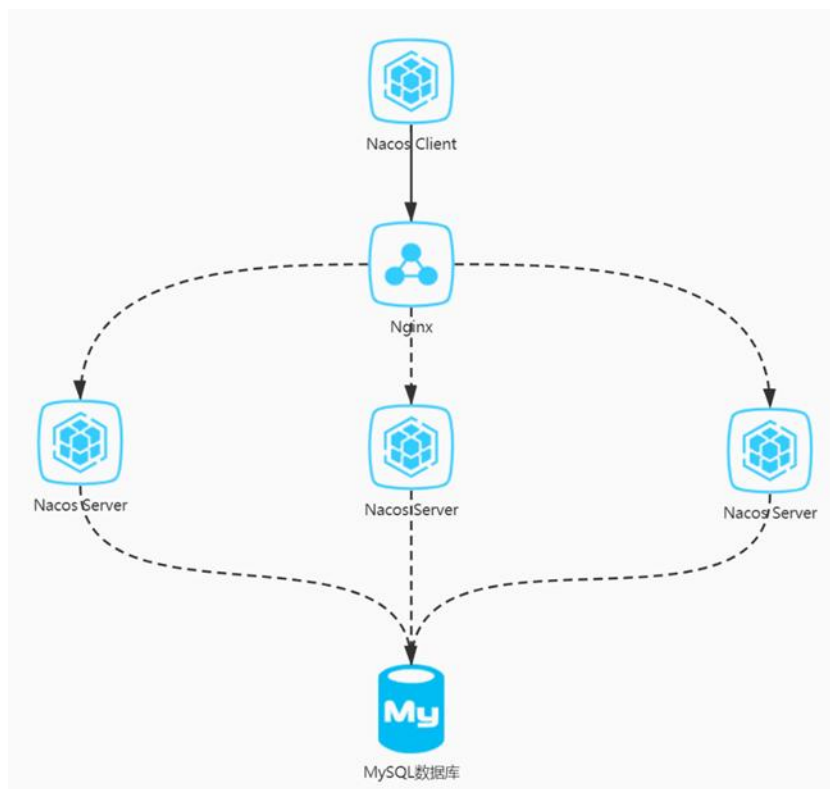 Nacos Client
Nginx
Nacos Server
Nacos Server
Nacos Server
My
MySQL数据库